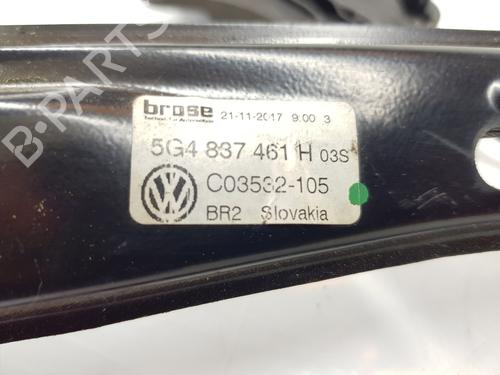 B-PARTS
brose 21-11-2017 9:00 3
5G4 837 461 H 03S
C03532-105
BR2 Slovakia